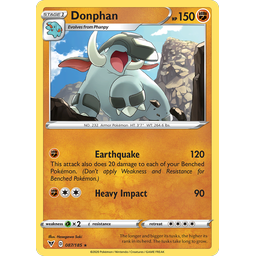 STAGE 1
Donphan
HP 150
Evolves from Phanpy
NO. 232 Armor Pokémon HT: 3'7" WT: 264.6 lbs.
Earthquake 120
This attack also does 20 damage to each of your
Benched Pokémon. (Don't apply Weakness and Resistance for
Benched Pokémon.)
Heavy Impact 90
weakness ×2 resistance retreat
097/185
The longer and bigger its tusks, the higher its
rank in its herd. The tusks take long to grow.